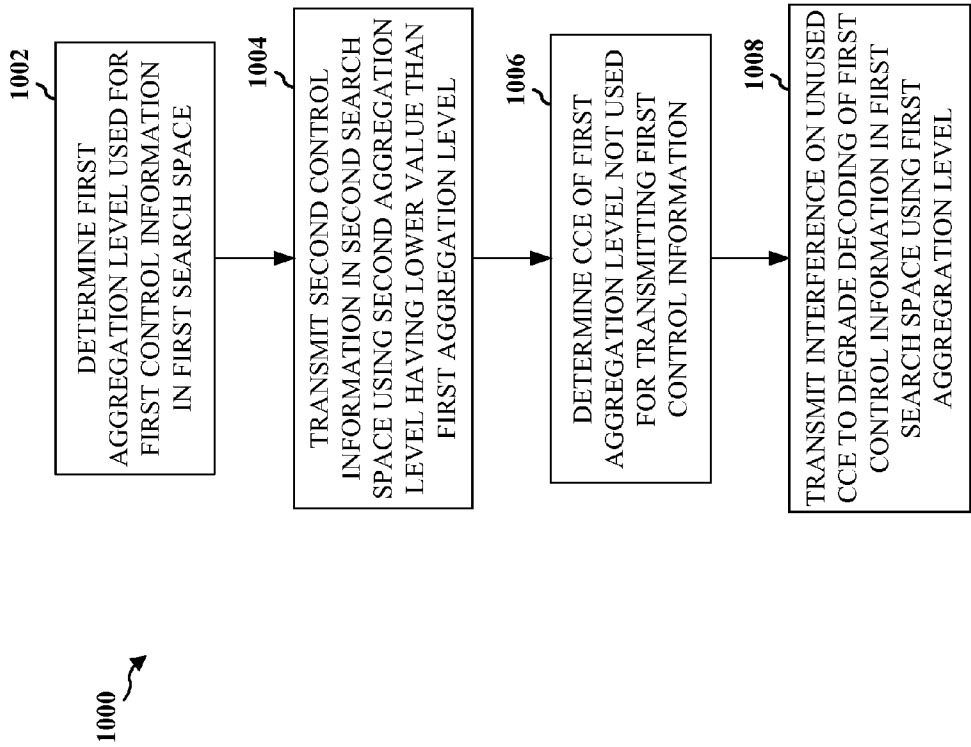 1000
1002
DETERMINE FIRST
AGGREGATION LEVEL USED FOR
FIRST CONTROL INFORMATION
IN FIRST SEARCH SPACE
1004
TRANSMIT SECOND CONTROL
INFORMATION IN SECOND SEARCH
SPACE USING SECOND AGGREGATION
LEVEL HAVING LOWER VALUE THAN
FIRST AGGREGATION LEVEL
1006
DETERMINE CCE OF FIRST
AGGREGATION LEVEL NOT USED
FOR TRANSMITTING FIRST
CONTROL INFORMATION
1008
TRANSMIT INTERFERENCE ON UNUSED
CCE TO DEGRADE DECODING OF FIRST
CONTROL INFORMATION IN FIRST
SEARCH SPACE USING FIRST
AGGREGRATION LEVEL